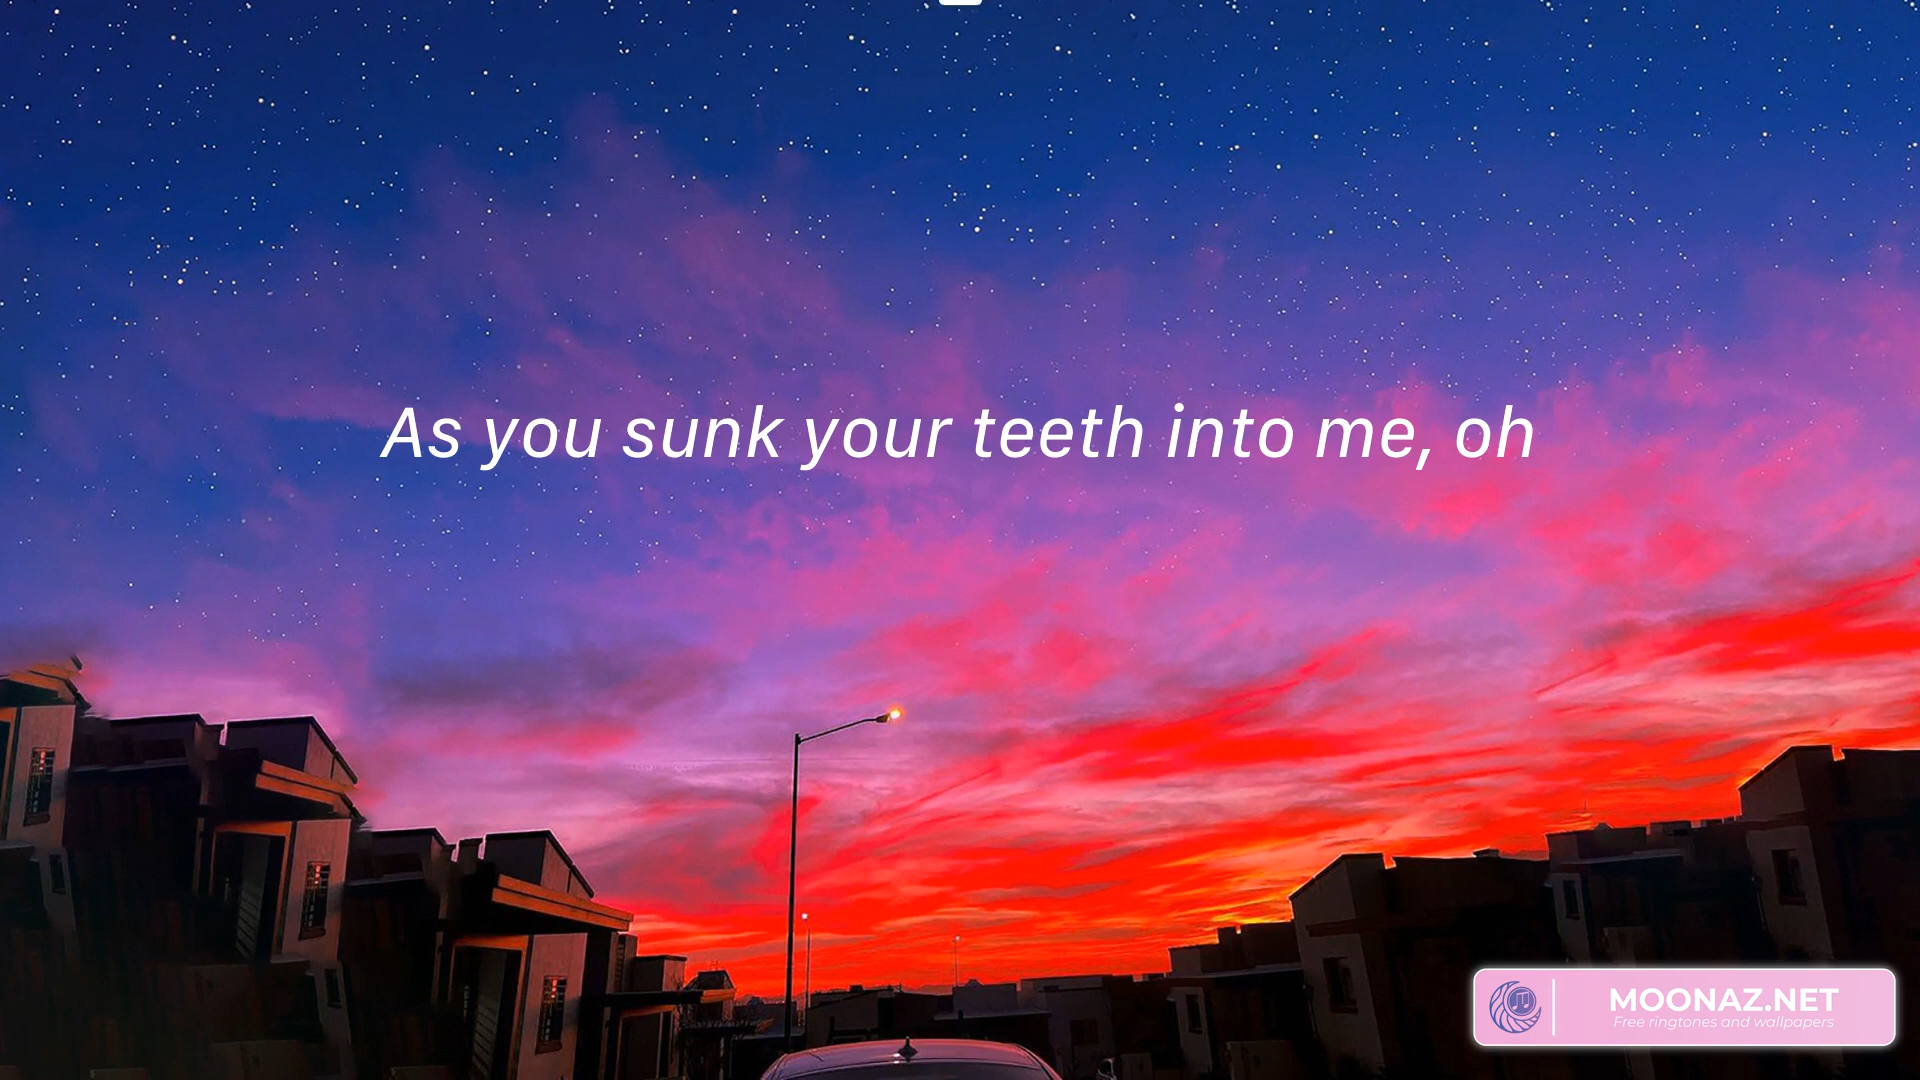 As you sunk your teeth into me, oh
MOONAZ.NET
Free ringtones and wallpapers